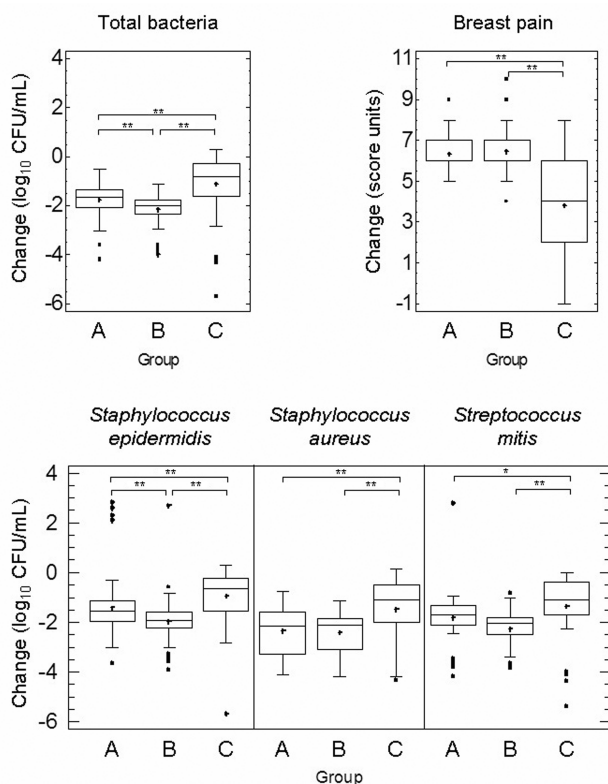 Total bacteria
Breast pain
Change (log10 CFU/mL)
4
2
0
-2
-4
-6
**
**
**
A B C
Group
Change (score units)
11
9
7
5
3
1
-1
**
**
A B C
Group
Staphylococcus
epidermidis
Staphylococcus
aureus
Streptococcus
mitis
Change (log10 CFU/mL)
4
2
0
-2
-4
-6
**
**
**
**
**
*
**
A B C A B C A B C
Group